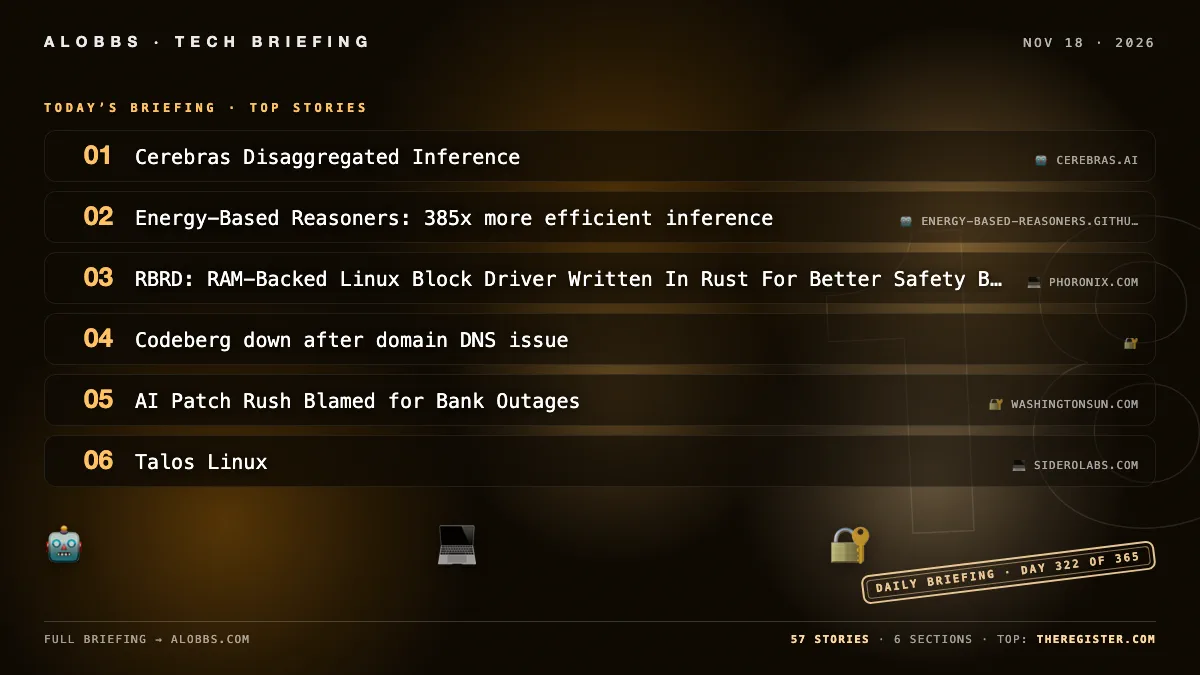 ALOBBS · TECH BRIEFING
NOV 18 · 2026
TODAY'S BRIEFING · TOP STORIES
01 Cerebras Disaggregated Inference CEREBRAS.AI
02 Energy-Based Reasoners: 385x more efficient inference ENERGY-BASED-REASONERS.GITHU…
03 RBRD: RAM-Backed Linux Block Driver Written In Rust For Better Safety B… PHORONIX.COM
04 Codeberg down after domain DNS issue
05 AI Patch Rush Blamed for Bank Outages WASHINGTONSUN.COM
06 Talos Linux SIDEROLABS.COM
18
DAILY BRIEFING · DAY 322 OF 365
FULL BRIEFING → ALOBBS.COM
57 STORIES · 6 SECTIONS · TOP: THEREGISTER.COM